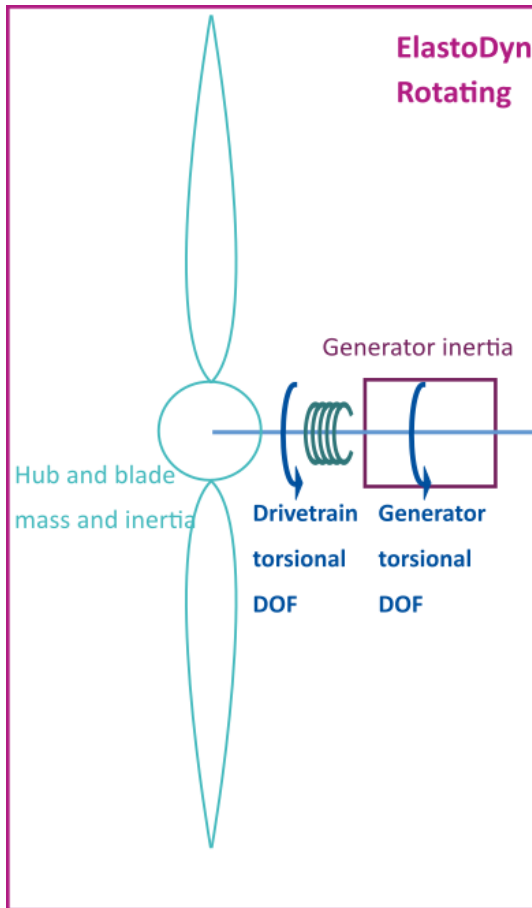 ElastoDyn
Rotating
Generator inertia
Hub and blade
mass and inertia
Drivetrain
torsional
DOF
Generator
torsional
DOF